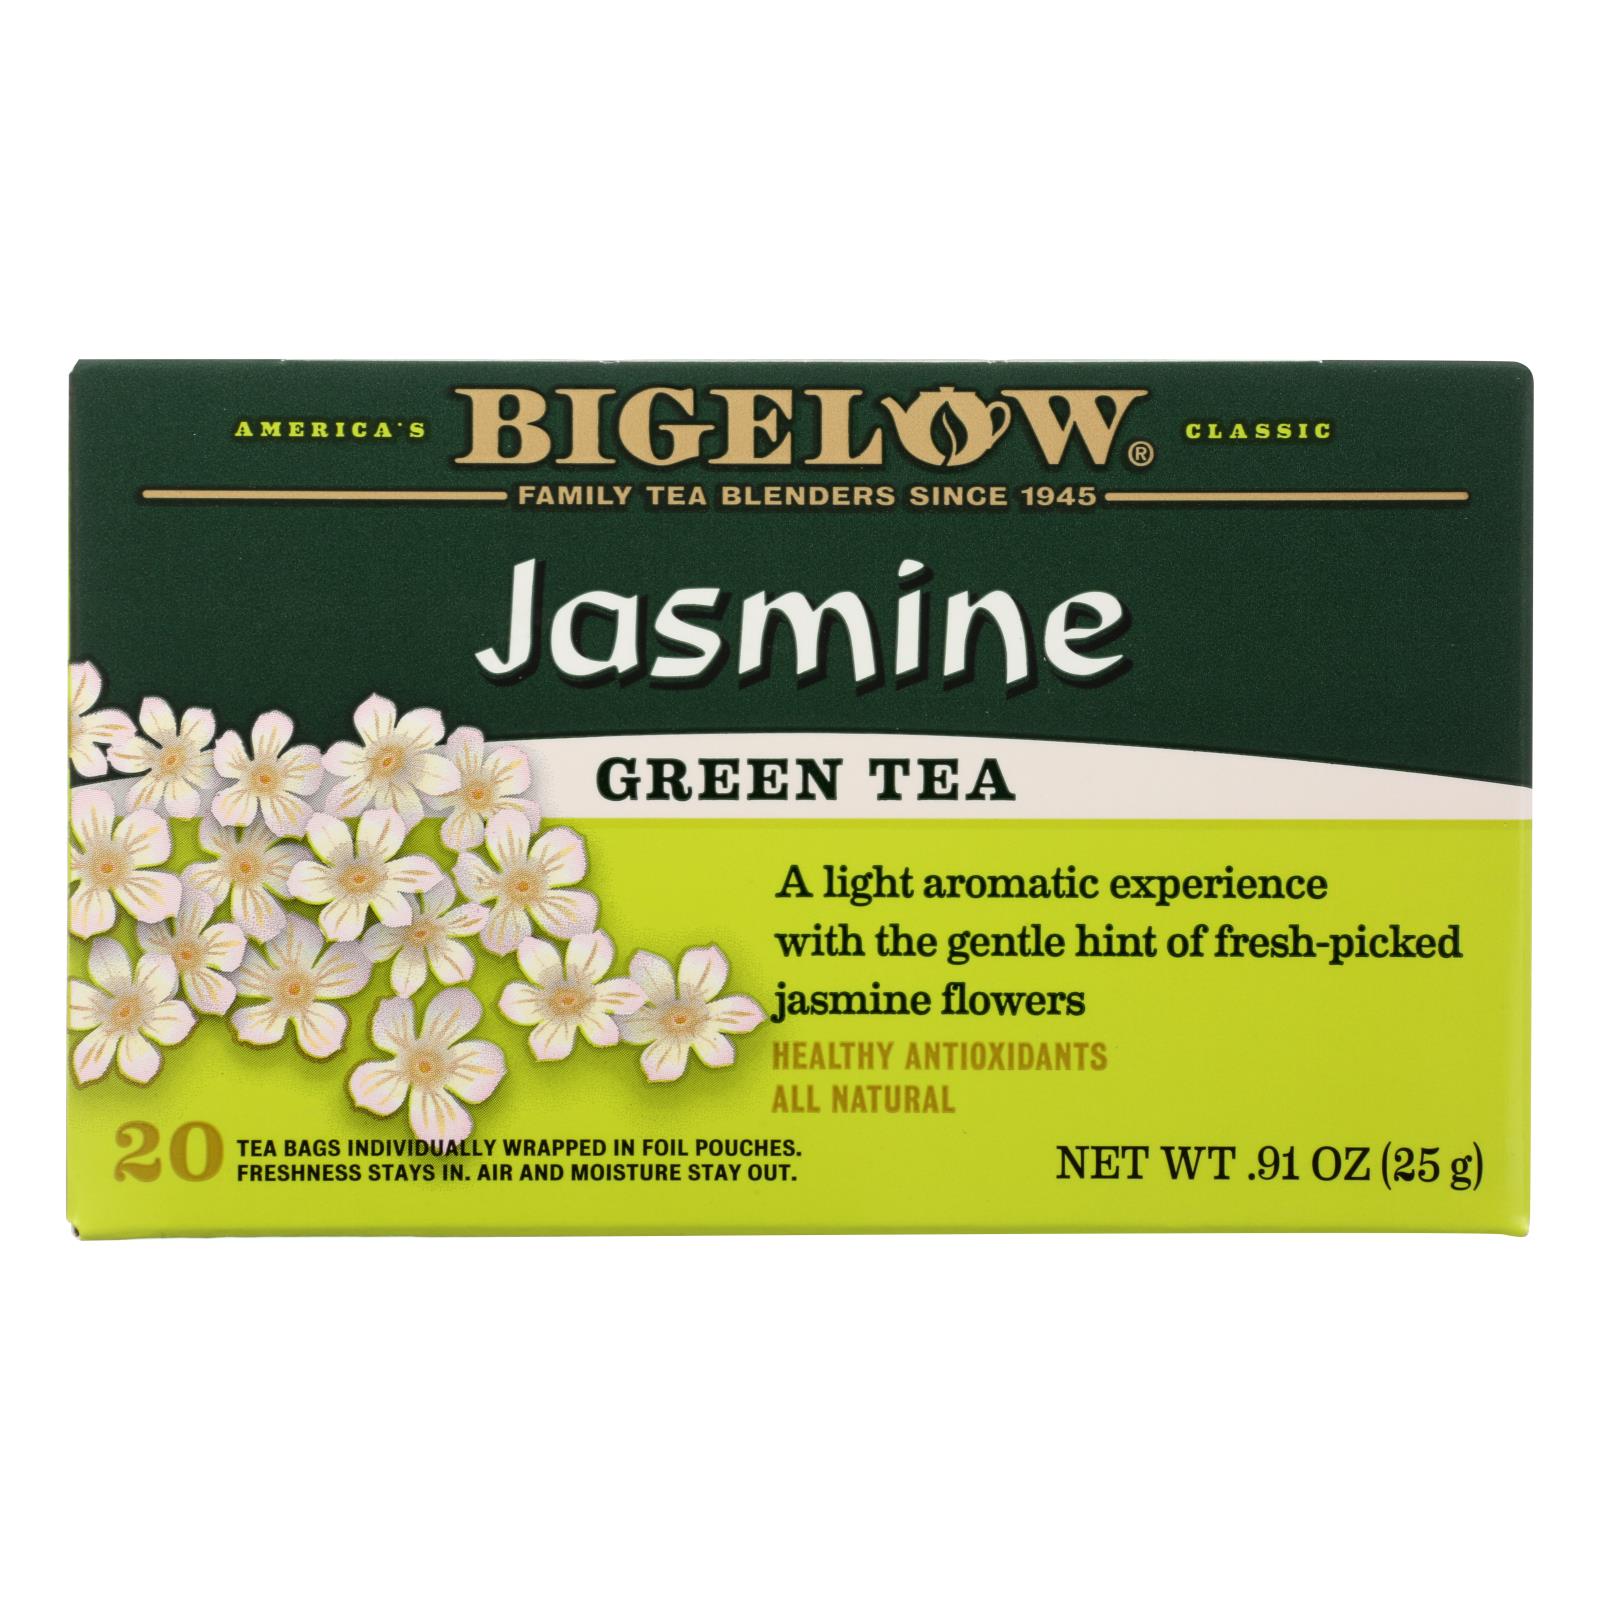 AMERICA'S BIGELOW® CLASSIC
FAMILY TEA BLENDERS SINCE 1945
Jasmine
GREEN TEA
A light aromatic experience
with the gentle hint of fresh-picked
jasmine flowers
HEALTHY ANTIOXIDANTS
ALL NATURAL
20 TEA BAGS INDIVIDUALLY WRAPPED IN FOIL POUCHES.
FRESHNESS STAYS IN. AIR AND MOISTURE STAY OUT.
NET WT .91 OZ (25 g)